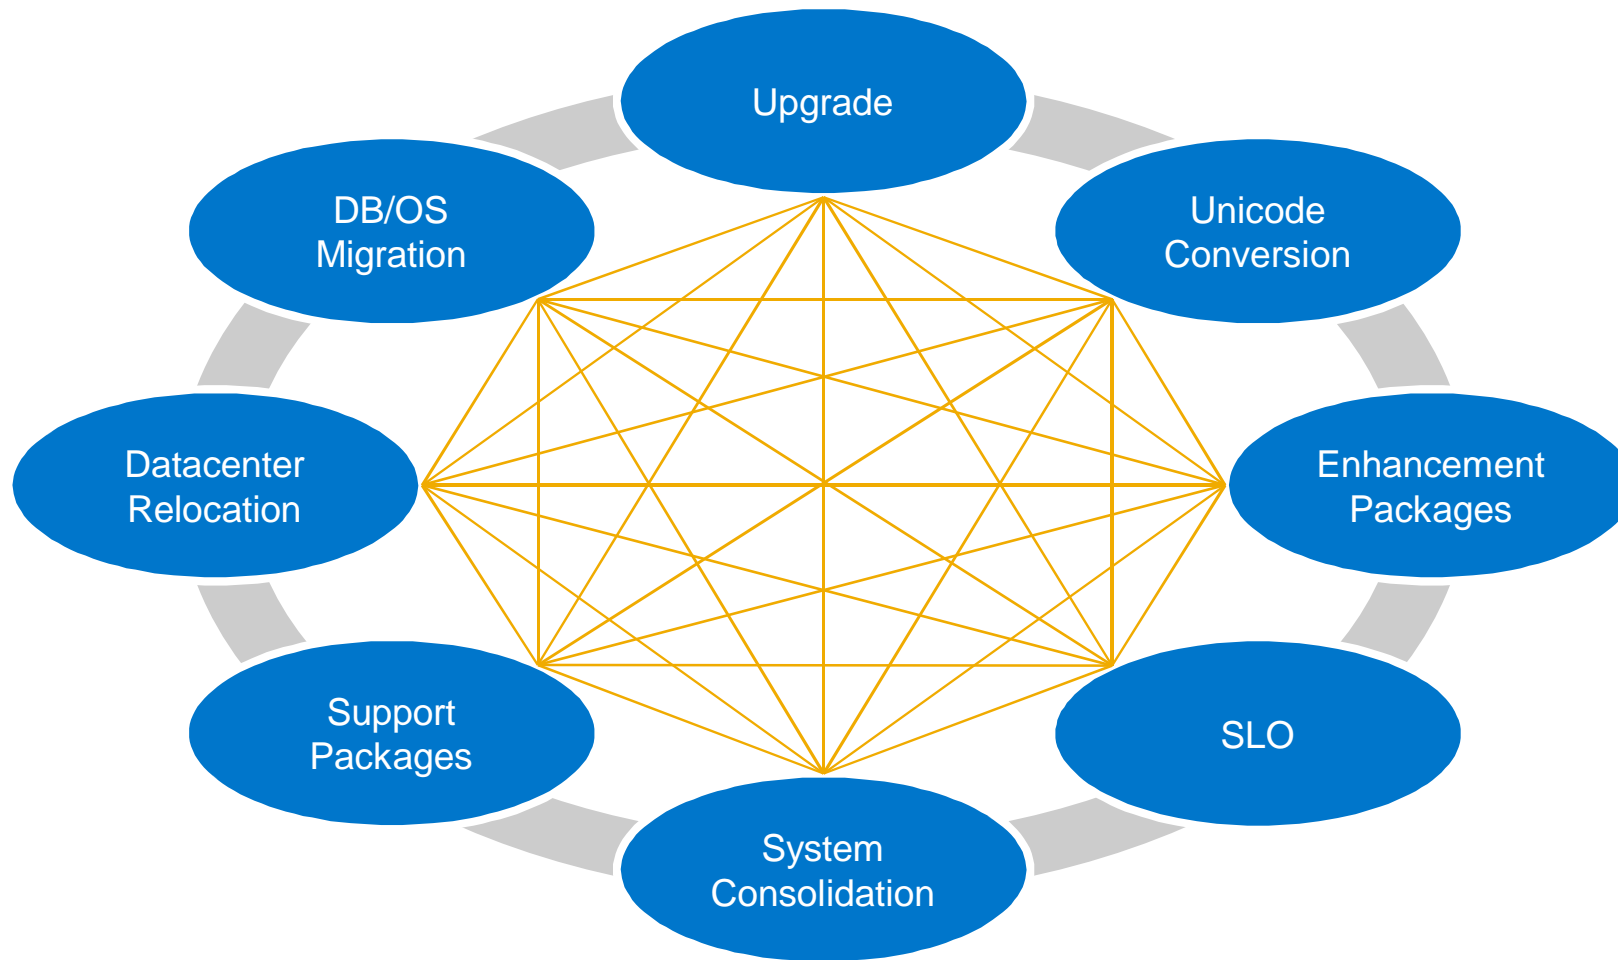 Upgrade
DB/OS
Migration
Unicode
Conversion
Datacenter
Relocation
Enhancement
Packages
Support
Packages
SLO
System
Consolidation